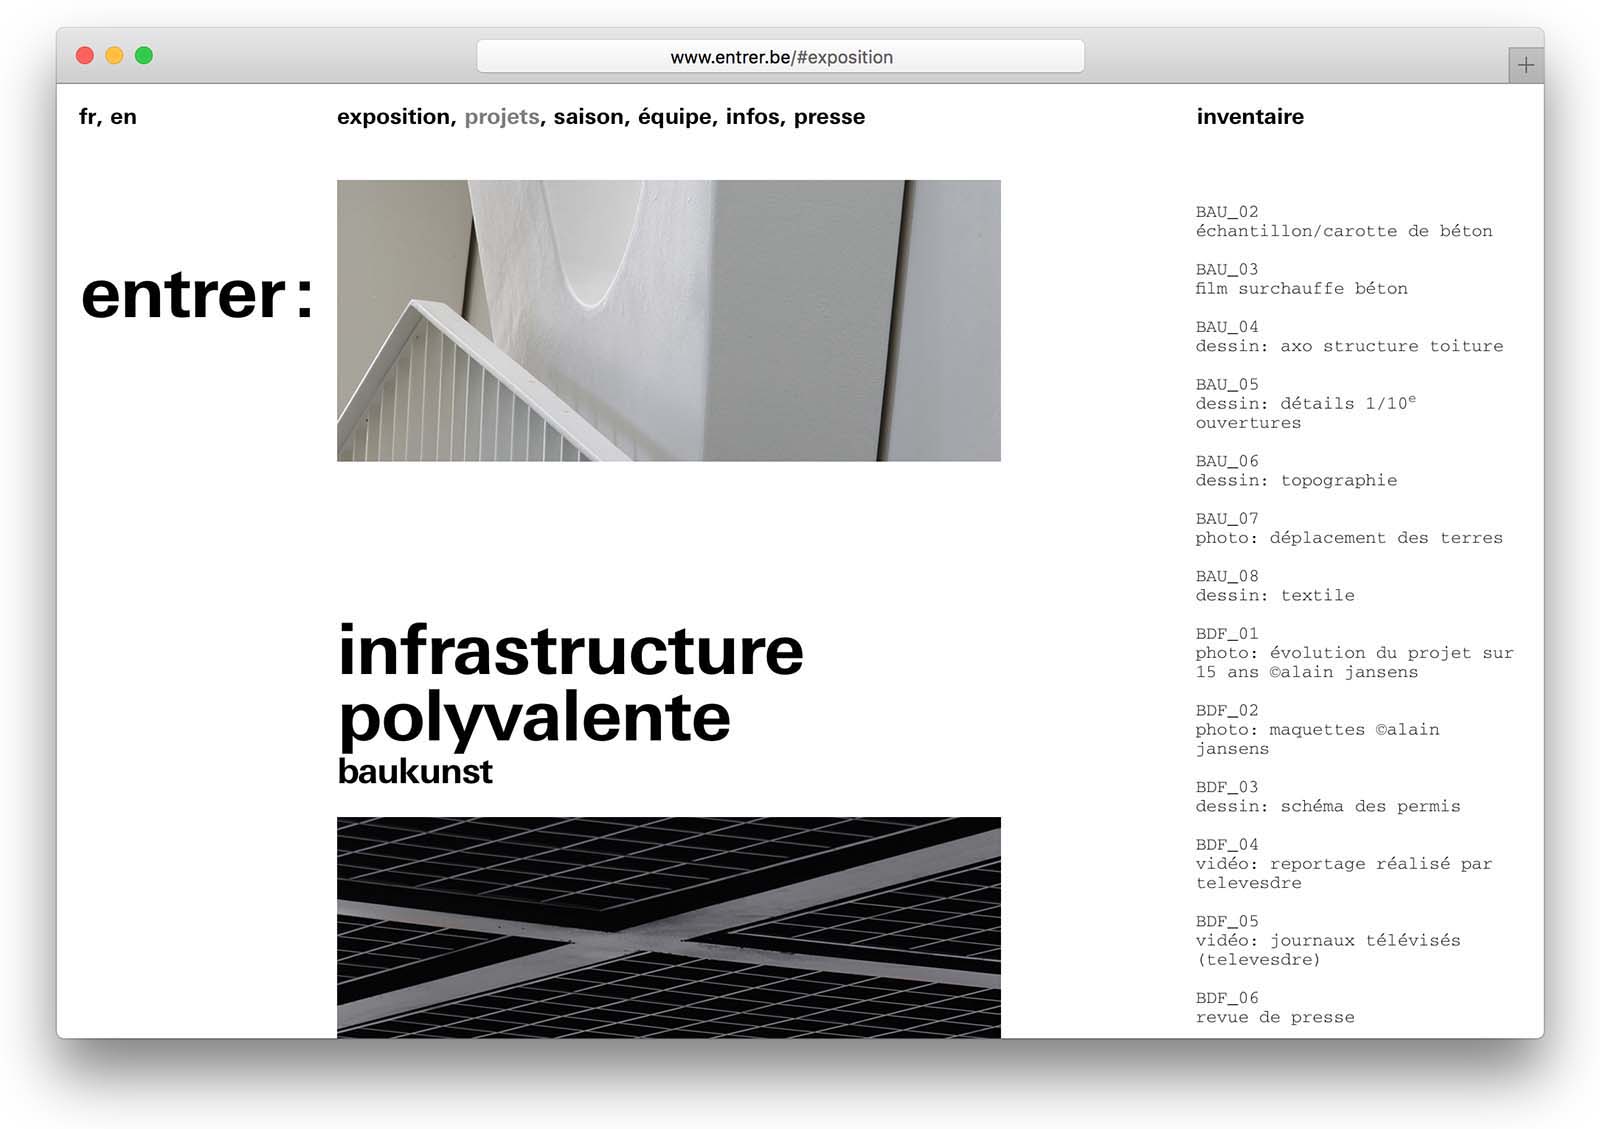 www.entrer.be/#exposition
fr, en
exposition, projets, saison, équipe, infos, presse
inventaire
entrer :
infrastructure
polyvalente
baukunst
BAU_02
échantillon/carotte de béton
BAU_03
film surchauffe béton
BAU_04
dessin: axo structure toiture
BAU_05
dessin: détails 1/10ᵉ
ouvertures
BAU_06
dessin: topographie
BAU_07
photo: déplacement des terres
BAU_08
dessin: textile
BDF_01
photo: évolution du projet sur
15 ans ©alain jansens
BDF_02
photo: maquettes ©alain
jansens
BDF_03
dessin: schéma des permis
BDF_04
vidéo: reportage réalisé par
televesdre
BDF_05
vidéo: journaux télévisés
(televesdre)
BDF_06
revue de presse